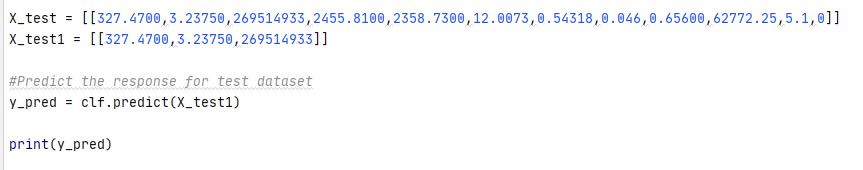 X_test = [[327.4700,3.23750,269514933,2455.8100,2358.7300,12.0073,0.54318,0.046,0.65600,62772.25,5.1,0]]
X_test1 = [[327.4700,3.23750,269514933]]
#Predict the response for test dataset
y_pred = clf.predict(X_test1)
print(y_pred)